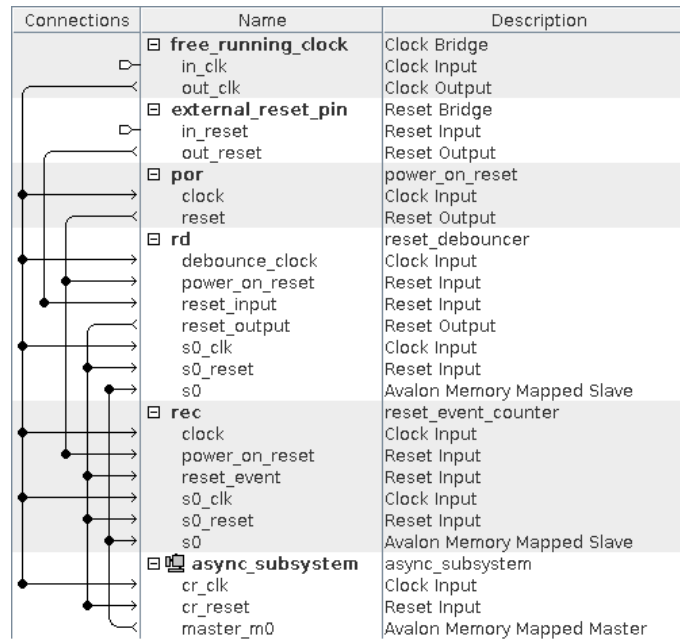 Connections Name Description
free_running_clock Clock Bridge
in_clk Clock Input
out_clk Clock Output
external_reset_pin Reset Bridge
in_reset Reset Input
out_reset Reset Output
por power_on_reset
clock Clock Input
reset Reset Output
rd reset_debouncer
debounce_clock Clock Input
power_on_reset Reset Input
reset_input Reset Input
reset_output Reset Output
s0_clk Clock Input
s0_reset Reset Input
s0 Avalon Memory Mapped Slave
rec reset_event_counter
clock Clock Input
power_on_reset Reset Input
reset_event Reset Input
s0_clk Clock Input
s0_reset Reset Input
s0 Avalon Memory Mapped Slave
async_subsystem async_subsystem
cr_clk Clock Input
cr_reset Reset Input
master_m0 Avalon Memory Mapped Master